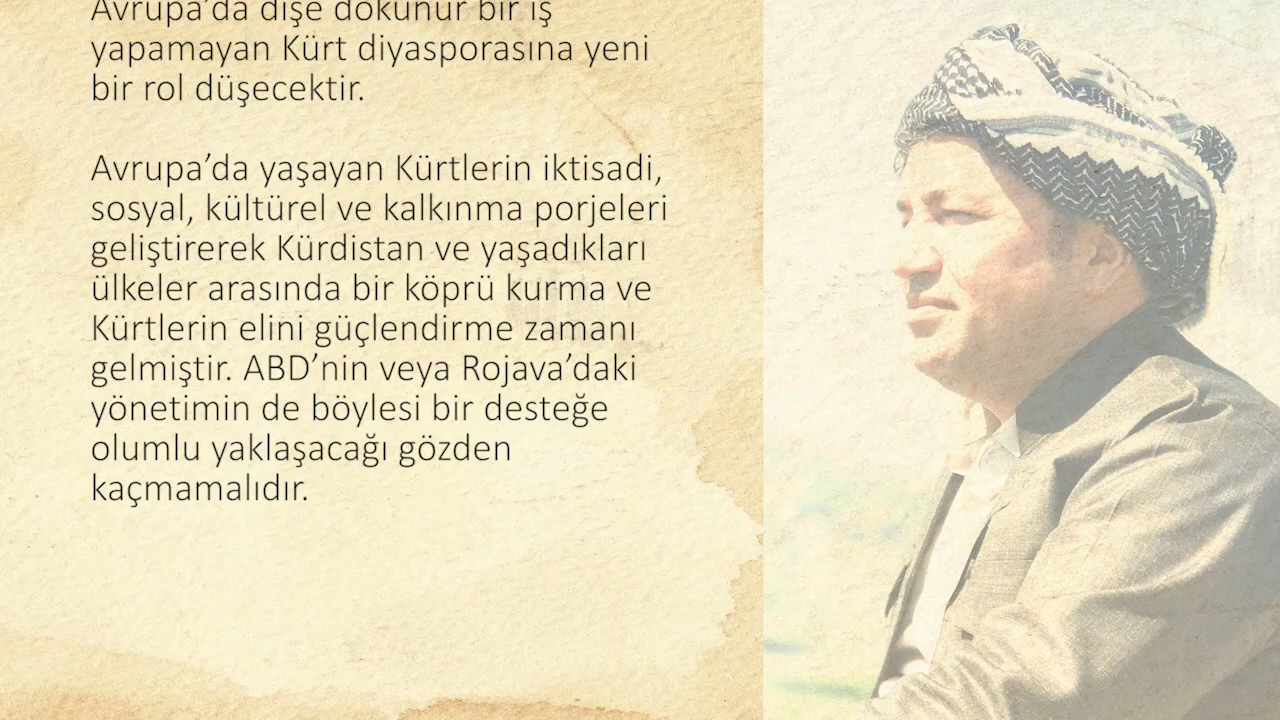 Avrupa’da dişe dokunur bir iş
yapamayan Kürt diyasporasına yeni
bir rol düşecektir.
Avrupa’da yaşayan Kürtlerin iktisadi,
sosyal, kültürel ve kalkınma porjeleri
geliştirerek Kürdistan ve yaşadıkları
ülkeler arasında bir köprü kurma ve
Kürtlerin elini güçlendirme zamanı
gelmiştir. ABD’nin veya Rojava’daki
yönetimin de böylesi bir desteğe
olumlu yaklaşacağı gözden
kaçmamalıdır.